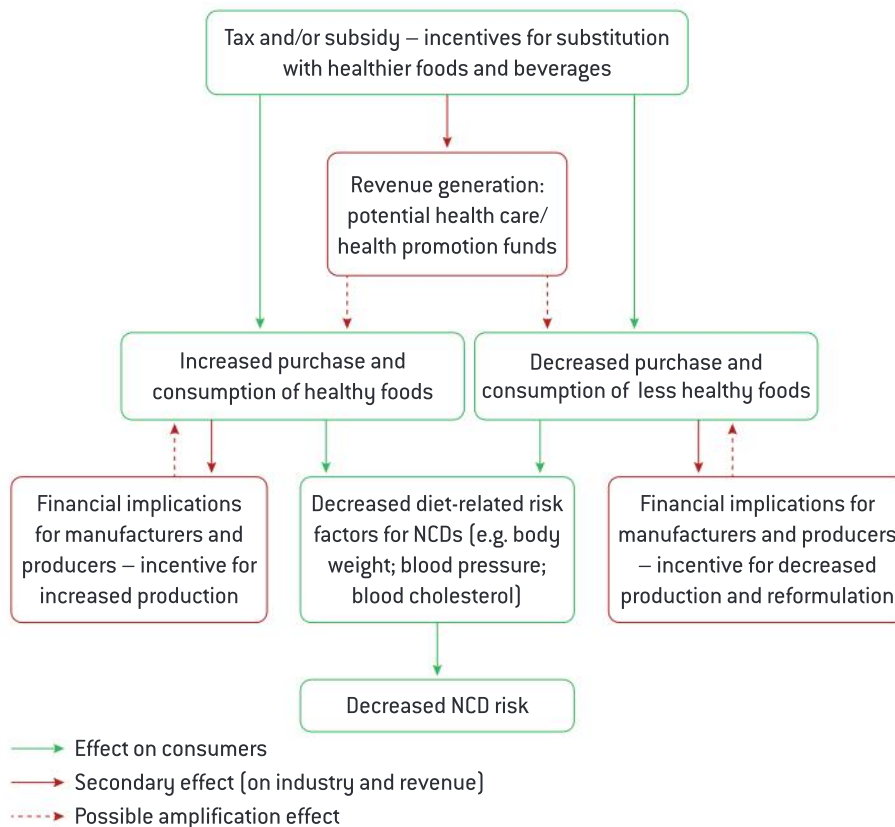 Tax and/or subsidy – incentives for substitution
with healthier foods and beverages
Revenue generation:
potential health care/
health promotion funds
Increased purchase and
consumption of healthy foods
Decreased purchase and
consumption of less healthy foods
Financial implications
for manufacturers and
producers – incentive for
increased production
Decreased diet-related risk
factors for NCDs (e.g. body
weight; blood pressure;
blood cholesterol)
Financial implications for
manufacturers and producers
– incentive for decreased
production and reformulation
Decreased NCD risk
Effect on consumers
Secondary effect (on industry and revenue)
Possible amplification effect